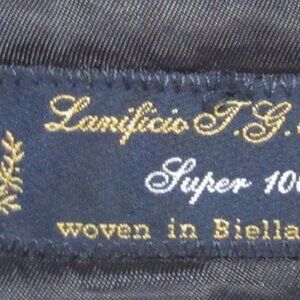 Lanificio T.G.
Super 100
woven in Biella